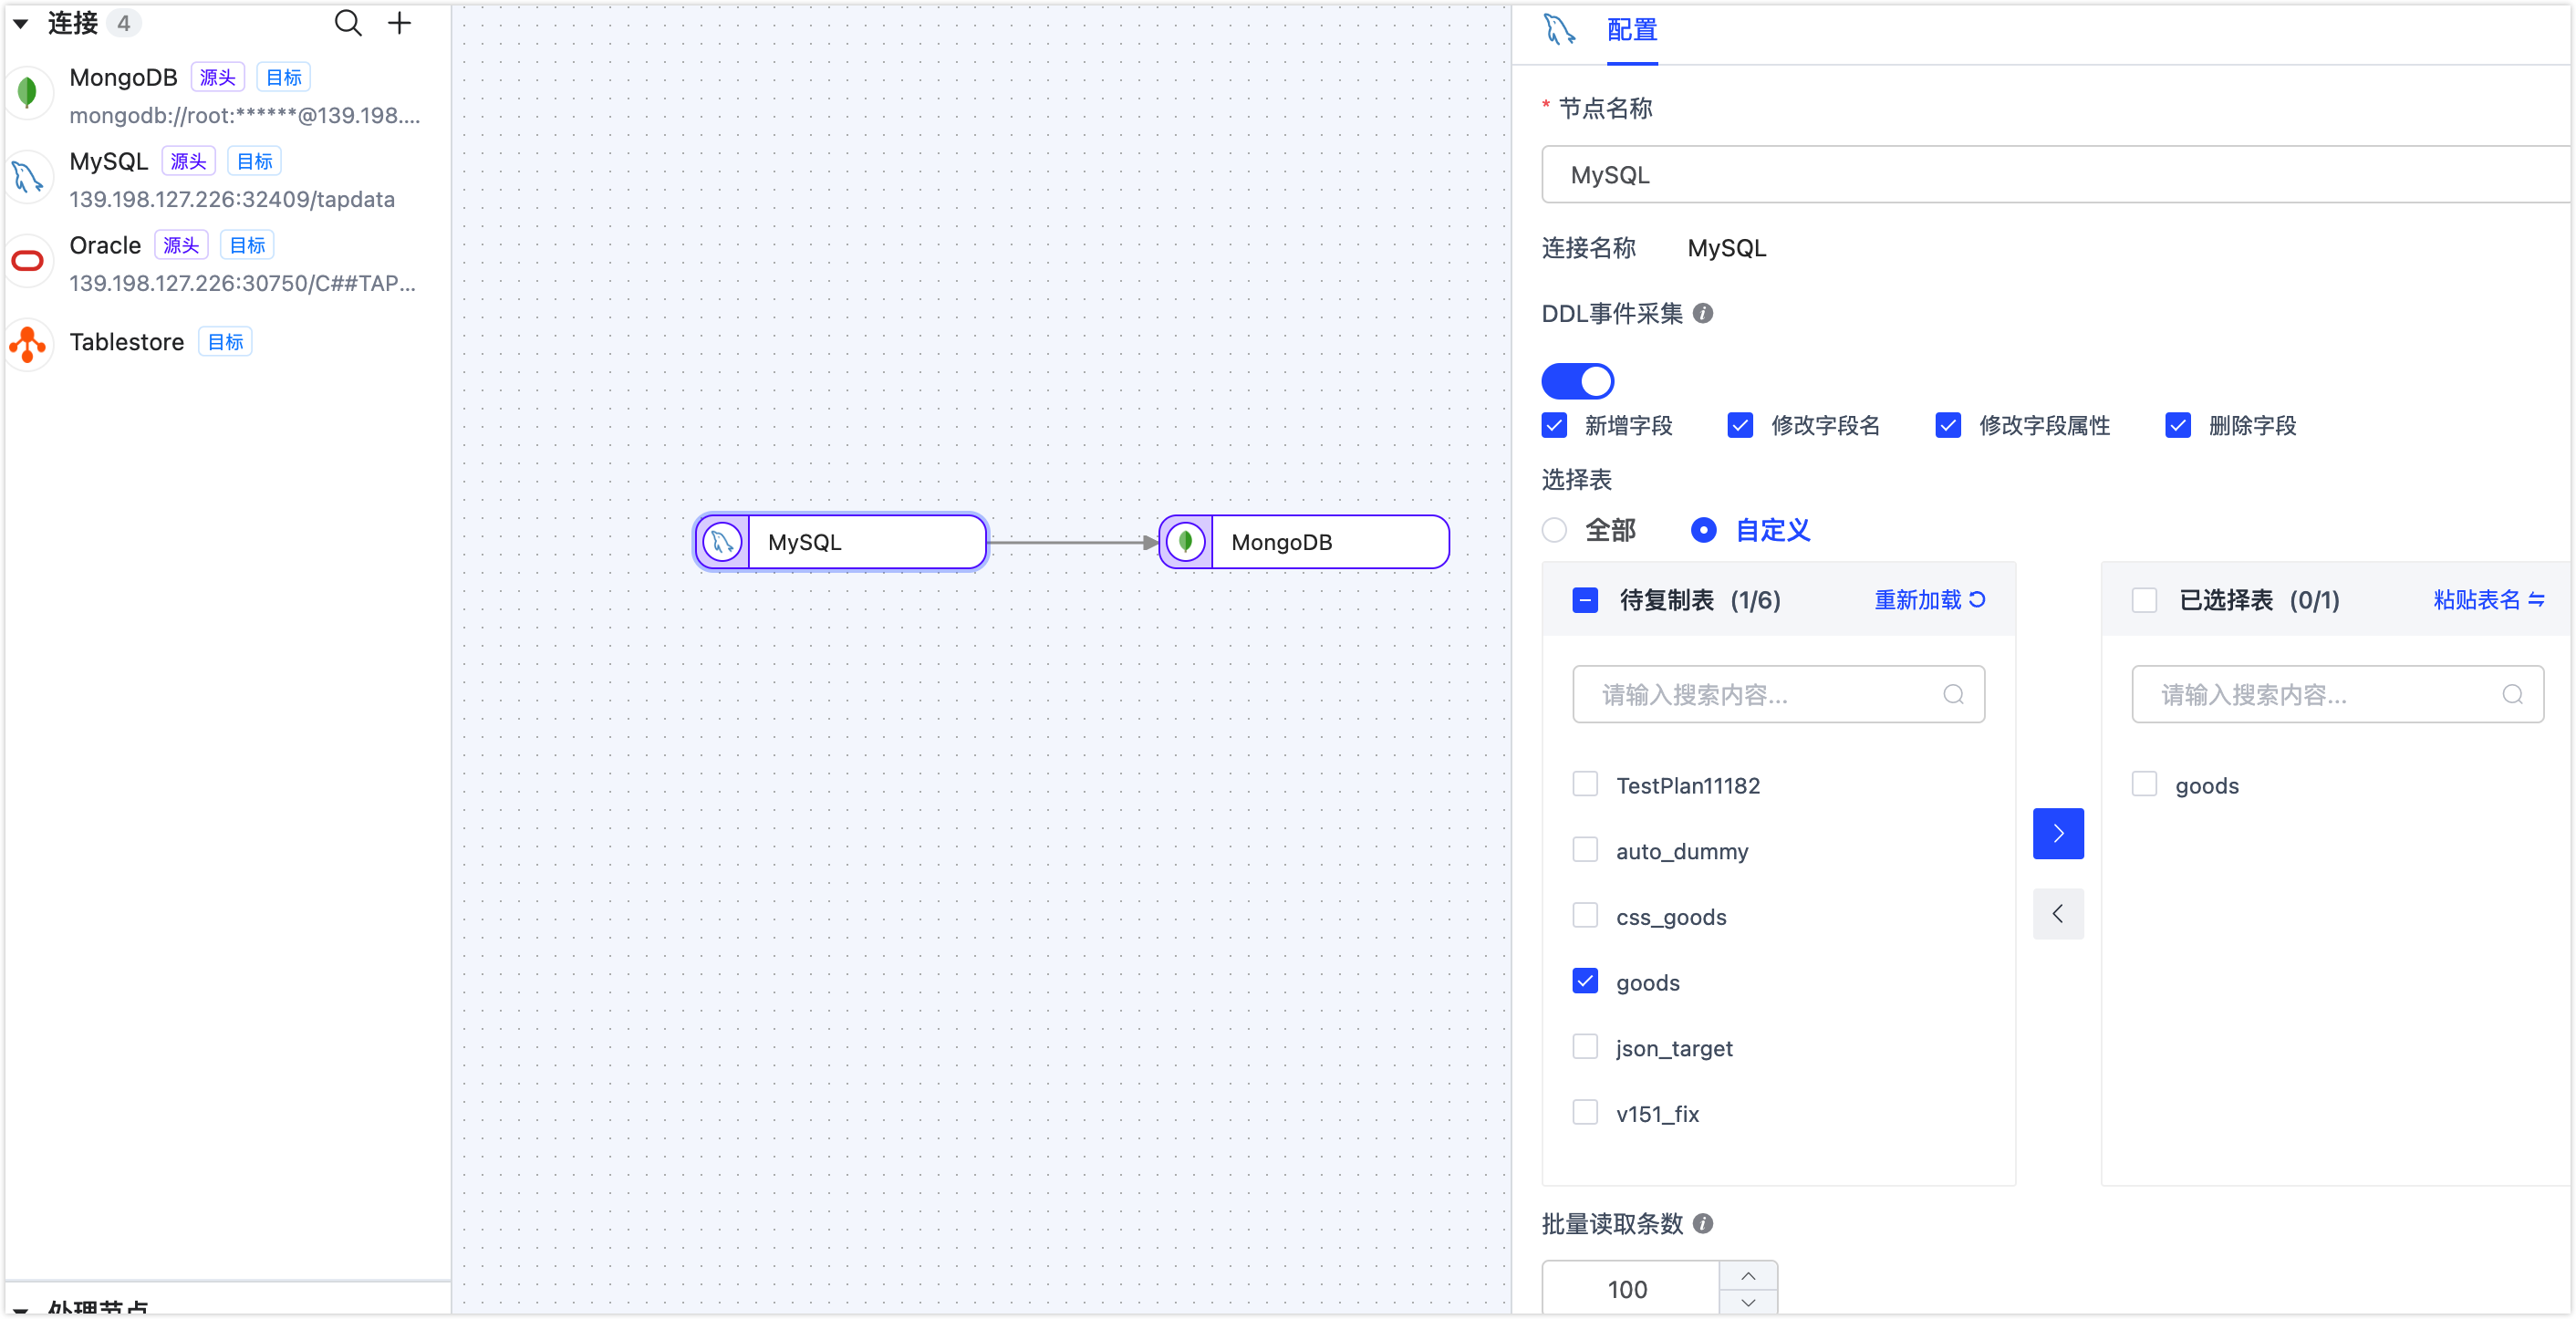 连接 4
MongoDB 源头 目标
mongodb://root:******@139.198....
MySQL 源头 目标
139.198.127.226:32409/tapdata
Oracle 源头 目标
139.198.127.226:30750/C##TAP...
Tablestore 目标
处理节点
MySQL
MongoDB
配置
* 节点名称
MySQL
连接名称 MySQL
DDL事件采集
新增字段 修改字段名 修改字段属性 删除字段
选择表
全部 自定义
待复制表 (1/6) 重新加载
请输入搜索内容...
TestPlan11182
auto_dummy
css_goods
goods
json_target
v151_fix
已选择表 (0/1) 粘贴表名
请输入搜索内容...
goods
批量读取条数
100